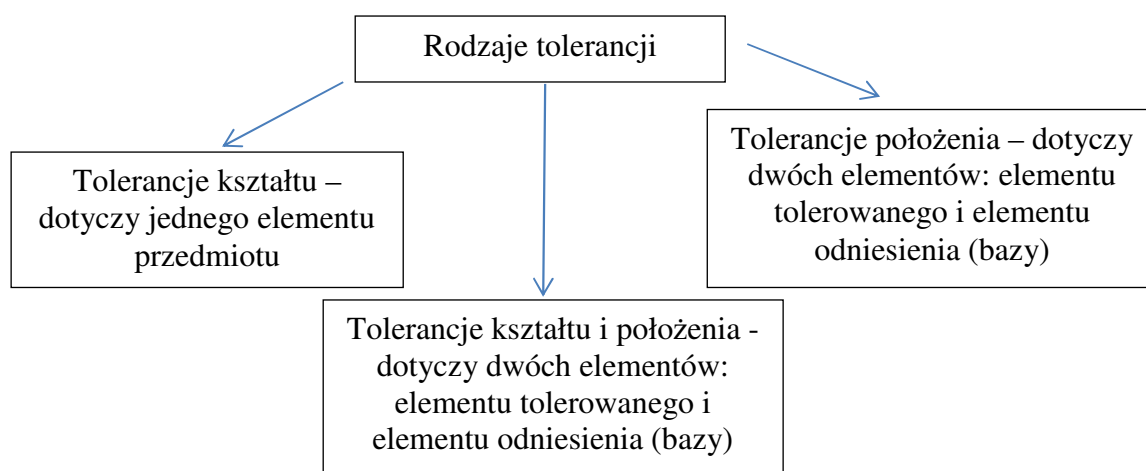 Rodzaje tolerancji
Tolerancje kształtu –
dotyczy jednego elementu
przedmiotu
Tolerancje kształtu i położenia -
dotyczy dwóch elementów:
elementu tolerowanego i
elementu odniesienia (bazy)
Tolerancje położenia – dotyczy
dwóch elementów: elementu
tolerowanego i elementu
odniesienia (bazy)